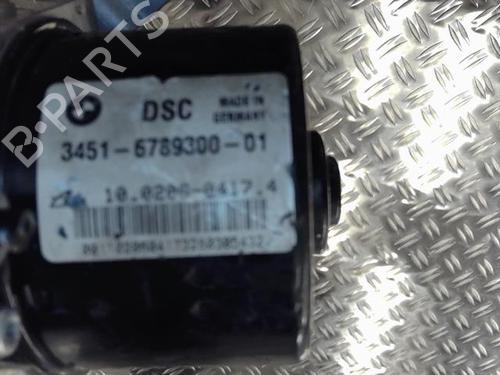 B-PARTS
DSC
MADE IN
GERMANY
3451-6789300-01
10.0206-0417.4